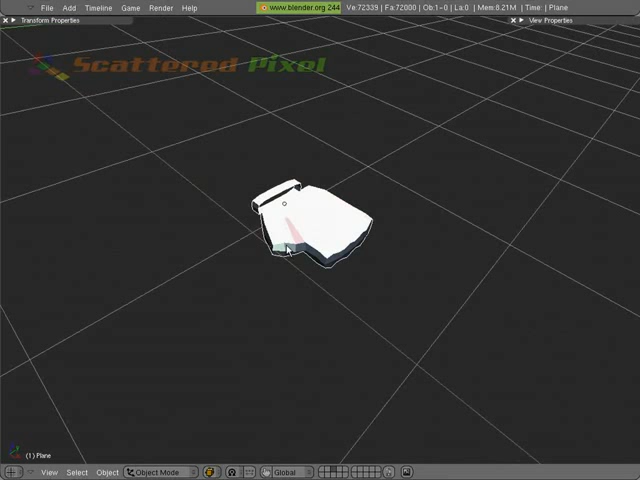 File Add Timeline Game Render Help www.blender.org 244 Ve:72339 | Fa:72000 | Ob:1-0 | La:0 | Mem:8.21M | Time: | Plane
Transform Properties View Properties
Scattered Pixel
(1) Plane
View Select Object Object Mode Global